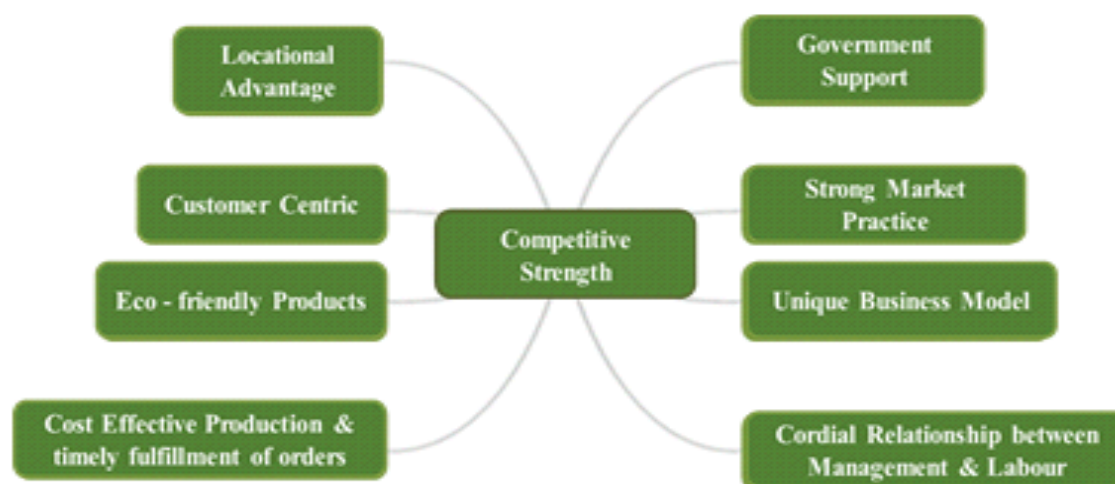 Locational
Advantage
Government
Support
Customer Centric
Strong Market
Practice
Competitive
Strength
Eco - friendly Products
Unique Business Model
Cost Effective Production &
timely fulfillment of orders
Cordial Relationship between
Management & Labour